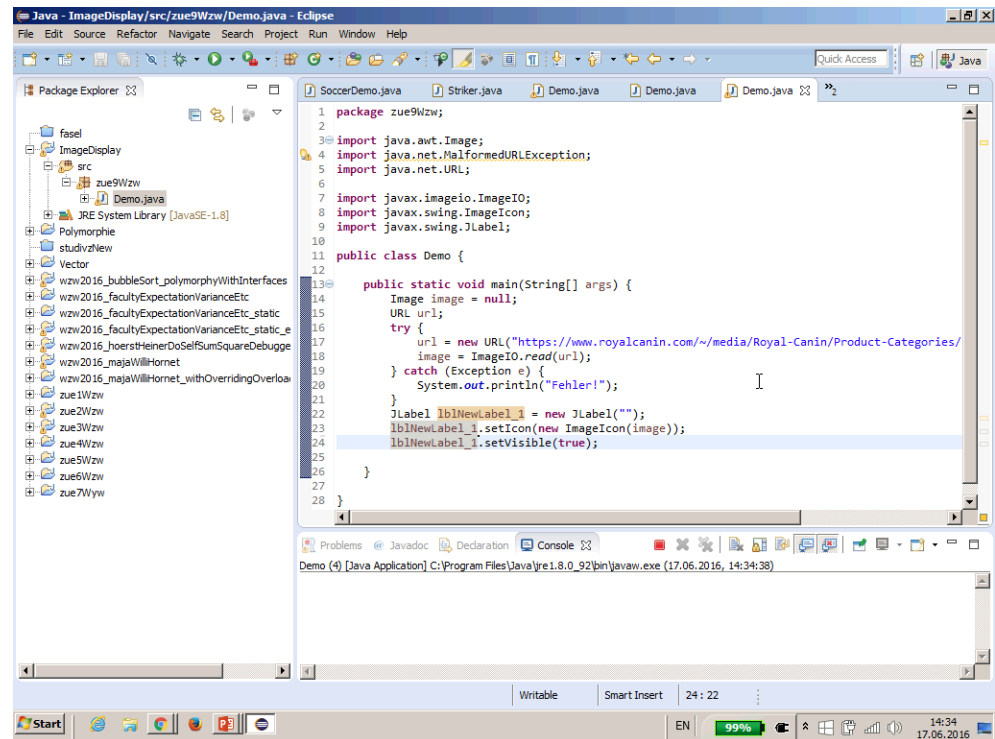 Java - ImageDisplay/src/zue9Wzw/Demo.java - Eclipse
File Edit Source Refactor Navigate Search Project Run Window Help
Quick Access
Java
Package Explorer
fasel
ImageDisplay
src
zue9Wzw
Demo.java
JRE System Library [JavaSE-1.8]
Polymorphie
studivzNew
Vector
wzw2016_bubbleSort_polymorphyWithInterfaces
wzw2016_facultyExpectationVarianceEtc
wzw2016_facultyExpectationVarianceEtc_static
wzw2016_facultyExpectationVarianceEtc_static_e
wzw2016_hoerstHeinerDoSelfSumSquareDebugge
wzw2016_majaWilliHornet
wzw2016_majaWilliHornet_withOverridingOverloa
zue1Wzw
zue2Wzw
zue3Wzw
zue4Wzw
zue5Wzw
zue6Wzw
zue7Wyw
SoccerDemo.java Striker.java Demo.java Demo.java Demo.java »2
1 package zue9Wzw;
2
3 import java.awt.Image;
4 import java.net.MalformedURLException;
5 import java.net.URL;
6
7 import javax.imageio.ImageIO;
8 import javax.swing.ImageIcon;
9 import javax.swing.JLabel;
10
11 public class Demo {
12
13 public static void main(String[] args) {
14 Image image = null;
15 URL url;
16 try {
17 url = new URL("https://www.royalcanin.com/~/media/Royal-Canin/Product-Categories/
18 image = ImageIO.read(url);
19 } catch (Exception e) {
20 System.out.println("Fehler!");
21 }
22 JLabel lblNewLabel_1 = new JLabel("");
23 lblNewLabel_1.setIcon(new ImageIcon(image));
24 lblNewLabel_1.setVisible(true);
25
26 }
27
28 }
Problems @ Javadoc Declaration Console
Demo (4) [Java Application] C:\Program Files\Java\jre1.8.0_92\bin\javaw.exe (17.06.2016, 14:34:38)
Writable Smart Insert 24 : 22
Start
EN 99% 14:34
17.06.2016